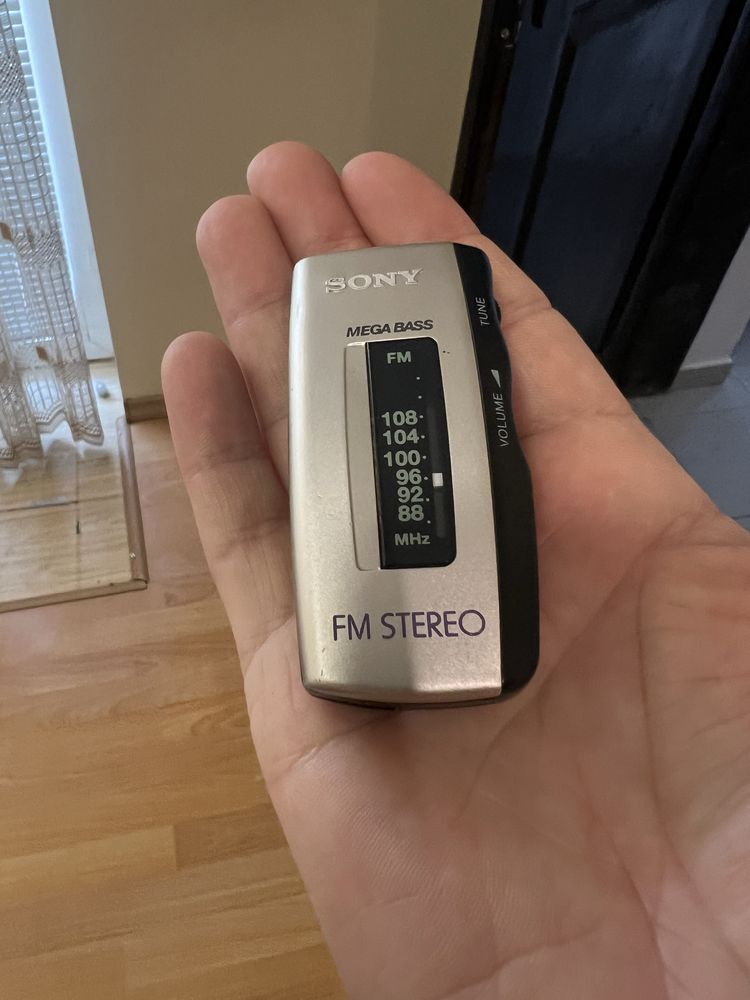 SONY
MEGA BASS
FM
108
104
100
96
92
88
MHz
FM STEREO
TUNE
VOLUME